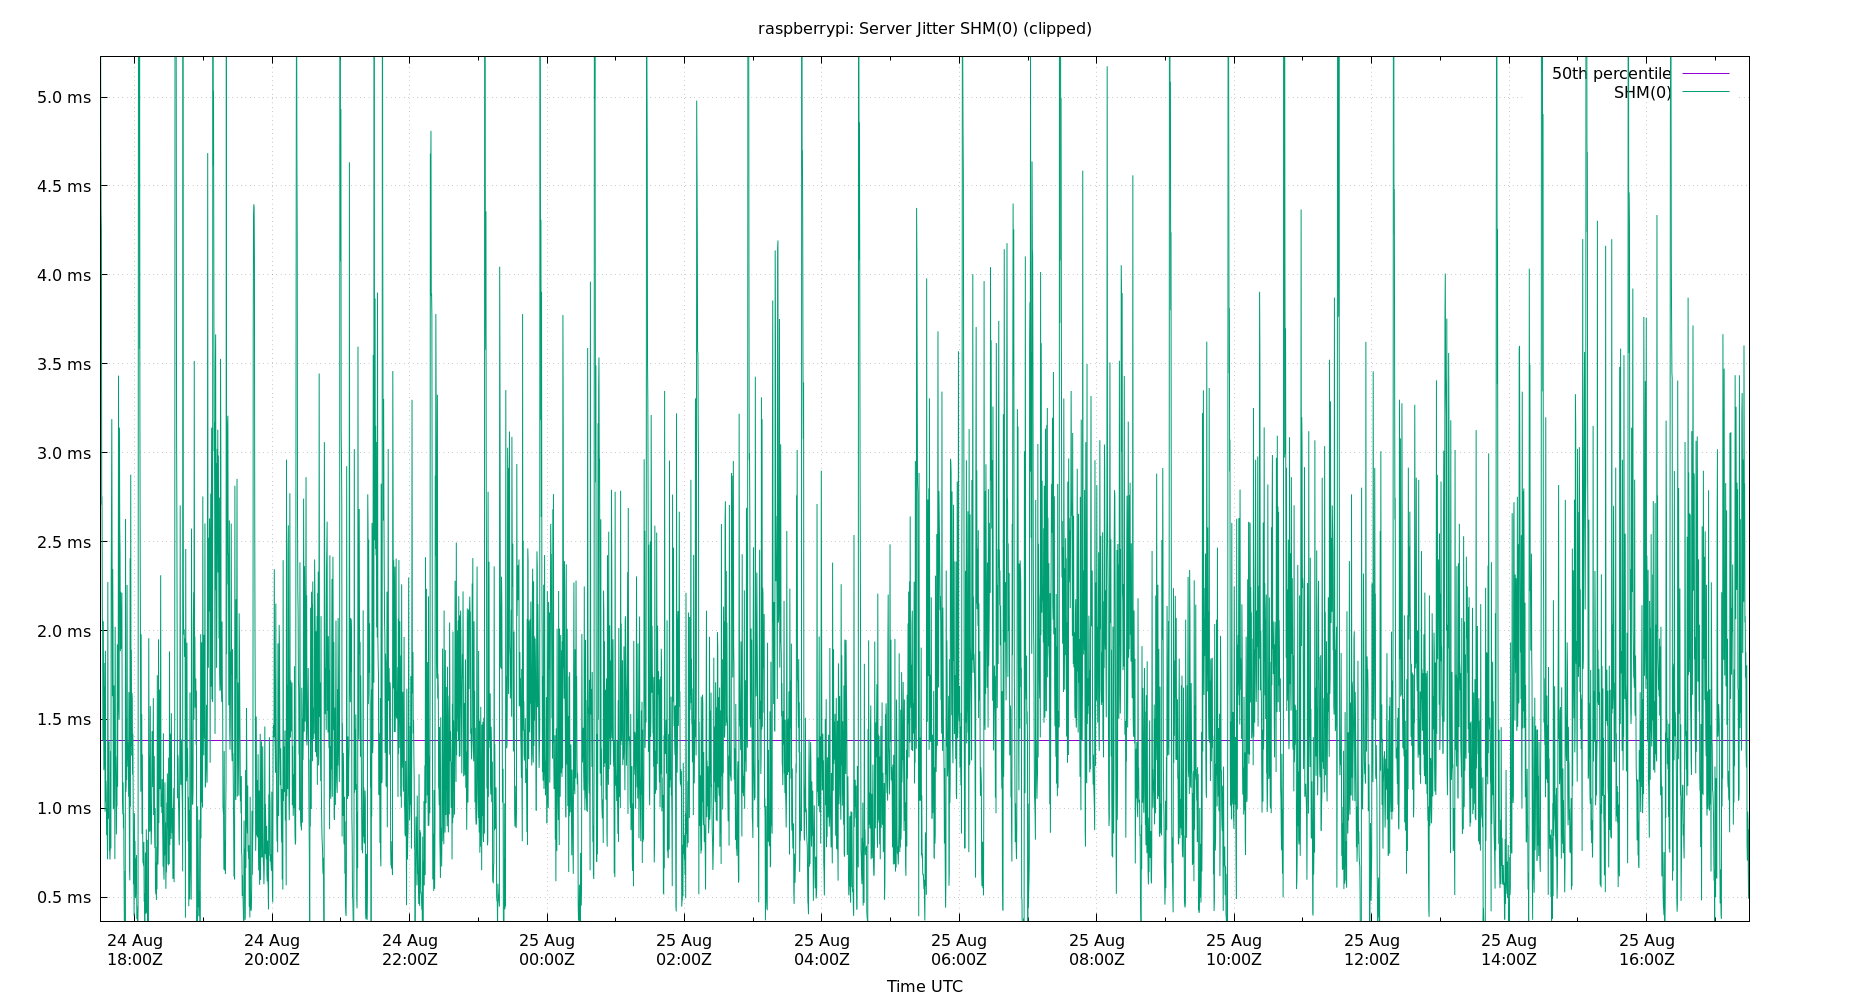 raspberrypi: Server Jitter SHM(0) (clipped)
50th percentile
SHM(0)
5.0 ms
4.5 ms
4.0 ms
3.5 ms
3.0 ms
2.5 ms
2.0 ms
1.5 ms
1.0 ms
0.5 ms
24 Aug 24 Aug 24 Aug 25 Aug 25 Aug 25 Aug 25 Aug 25 Aug 25 Aug 25 Aug 25 Aug 25 Aug
18:00Z 20:00Z 22:00Z 00:00Z 02:00Z 04:00Z 06:00Z 08:00Z 10:00Z 12:00Z 14:00Z 16:00Z
Time UTC